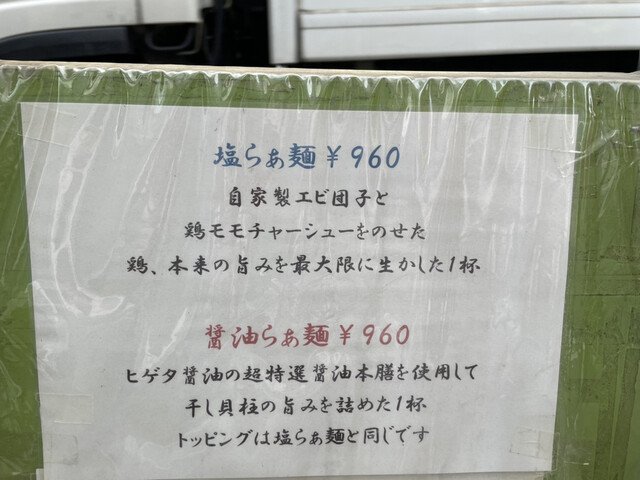 塩らぁ麺￥960
自家製エビ団子と
鶏モモチャーシューをのせた
鶏、本来の旨みを最大限に生かした1杯
醤油らぁ麺￥960
ヒゲタ醤油の超特選醤油本膳を使用して
干し貝柱の旨みを詰めた1杯
トッピングは塩らぁ麺と同じです